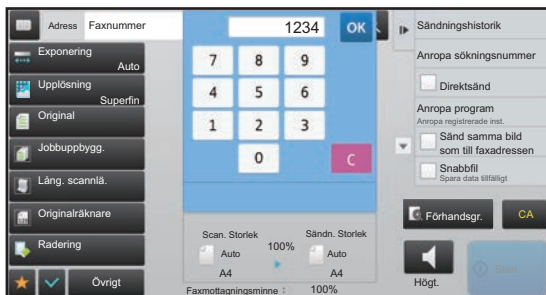 Adress
Faxnummer
1234
OK
Exponering
Auto
Upplösning
Superfin
Original
Jobbuppbygg.
Lång. scannlä.
Originalräknare
Radering
Övrigt
7 8 9
4 5 6
1 2 3
0
C
Scan. Storlek
Sändn. Storlek
100%
Auto
Auto
A4
A4
Faxmottagningsminne : 100%
Sändningshistorik
Anropa sökningsnummer
Direktsänd
Anropa program
Anropa registrerade inst.
Sänd samma bild
som till faxadressen
Snabbfil
Spara data tillfälligt
Förhandsgr.
CA
Högt.
Start